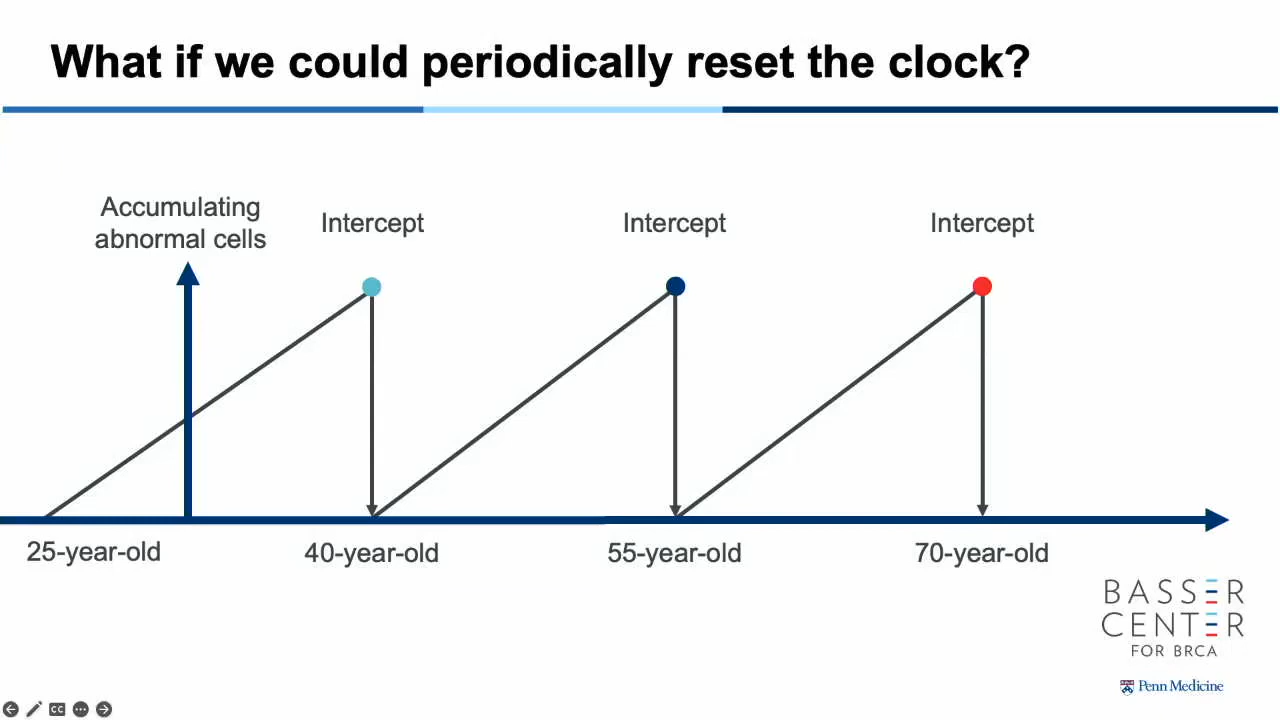 What if we could periodically reset the clock?
Accumulating
abnormal cells
Intercept
Intercept
Intercept
25-year-old
40-year-old
55-year-old
70-year-old
BASSER
CENTER
FOR BRCA
Penn Medicine
CC